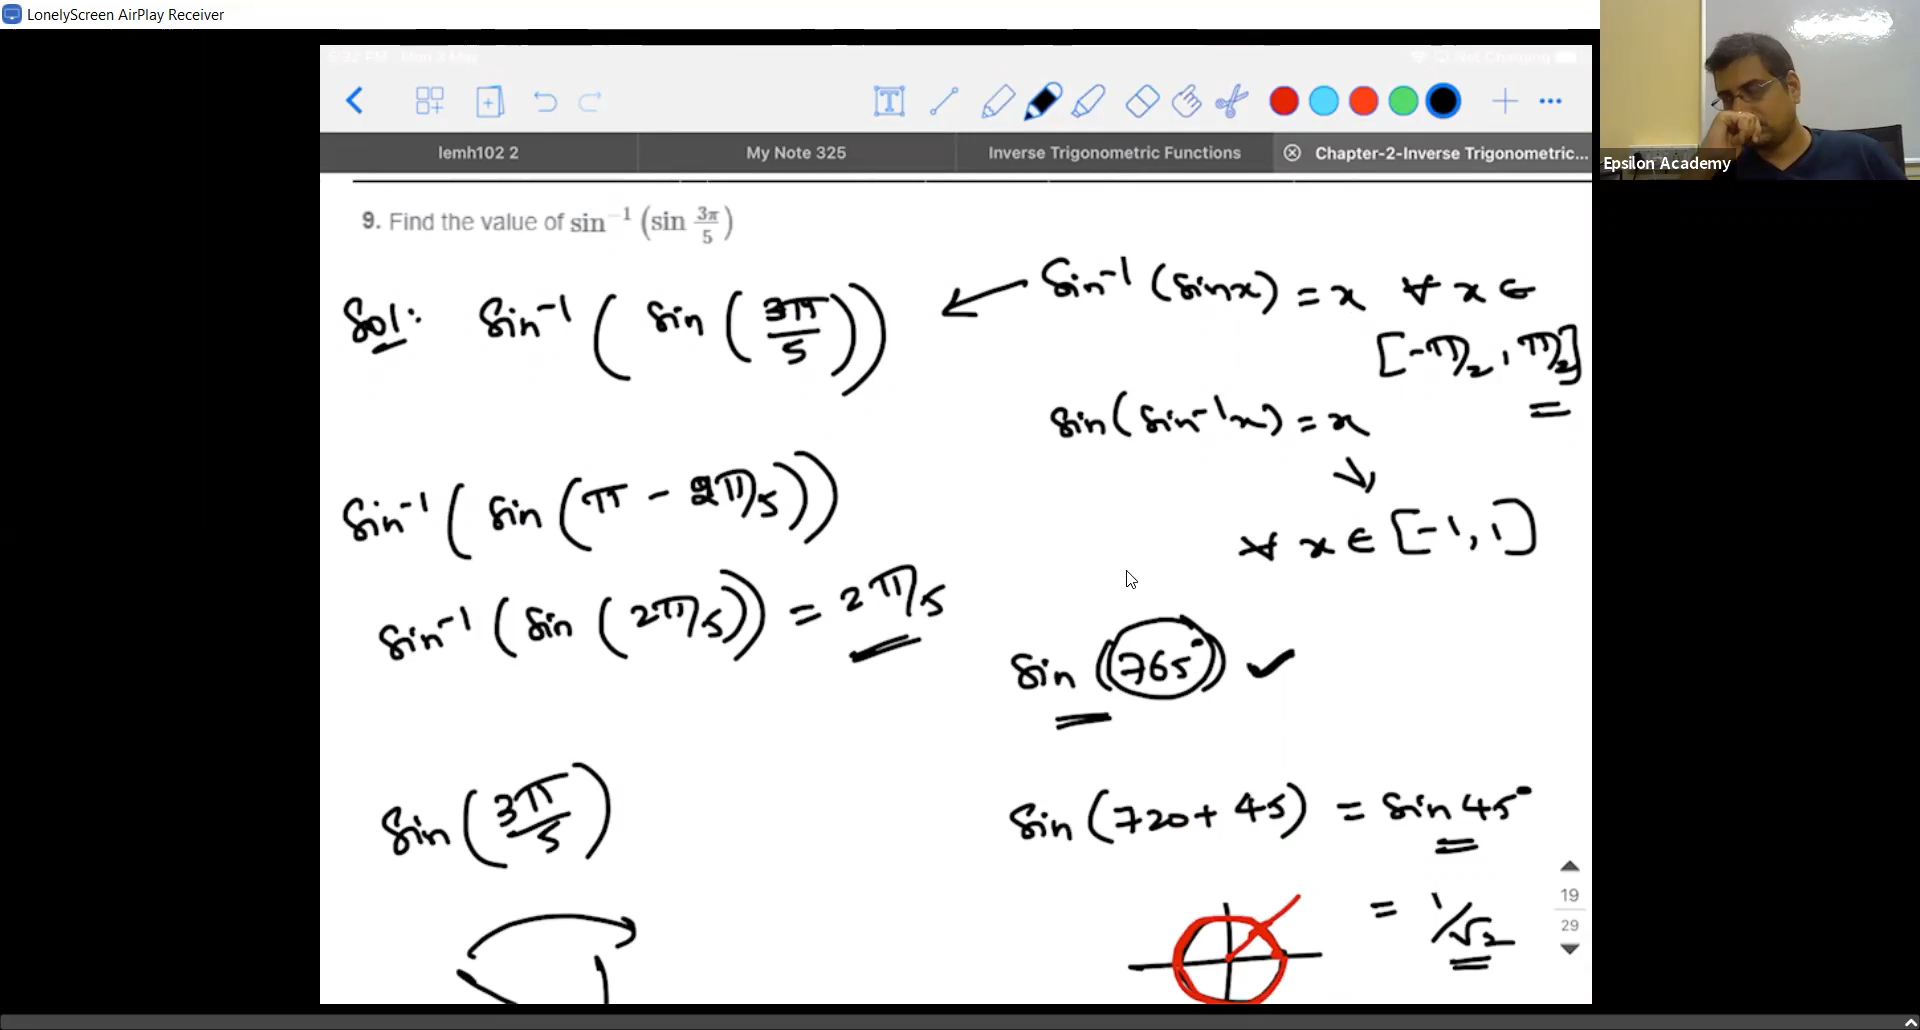 LonelyScreen AirPlay Receiver
lemh102 2
My Note 325
Inverse Trigonometric Functions
Chapter-2-Inverse Trigonometric...
Epsilon Academy
9. Find the value of sin⁻¹ (sin 3π/5)
Sol: sin⁻¹ ( sin ( 3π/5 ) )
sin⁻¹ (sin x) = x ∀ x ∈
[-π/2, π/2]
sin (sin⁻¹x) = x
∀ x ∈ [-1, 1]
sin⁻¹ ( sin (π - 2π/5))
sin⁻¹ ( sin ( 2π/5)) = 2π/5
sin (765°) ✓
sin ( 3π/5 )
sin (720 + 45) = sin 45°
= 1/√2
19
29